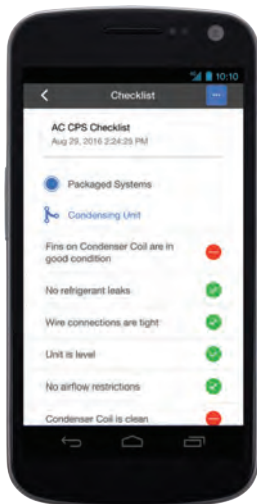 10:10
Checklist
AC CPS Checklist
Aug 29, 2016 2:24:25 PM
Packaged Systems
Condensing Unit
Fins on Condenser Coil are in
good condition
No refrigerant leaks
Wire connections are tight
Unit is level
No airflow restrictions
Condenser Coil is clean